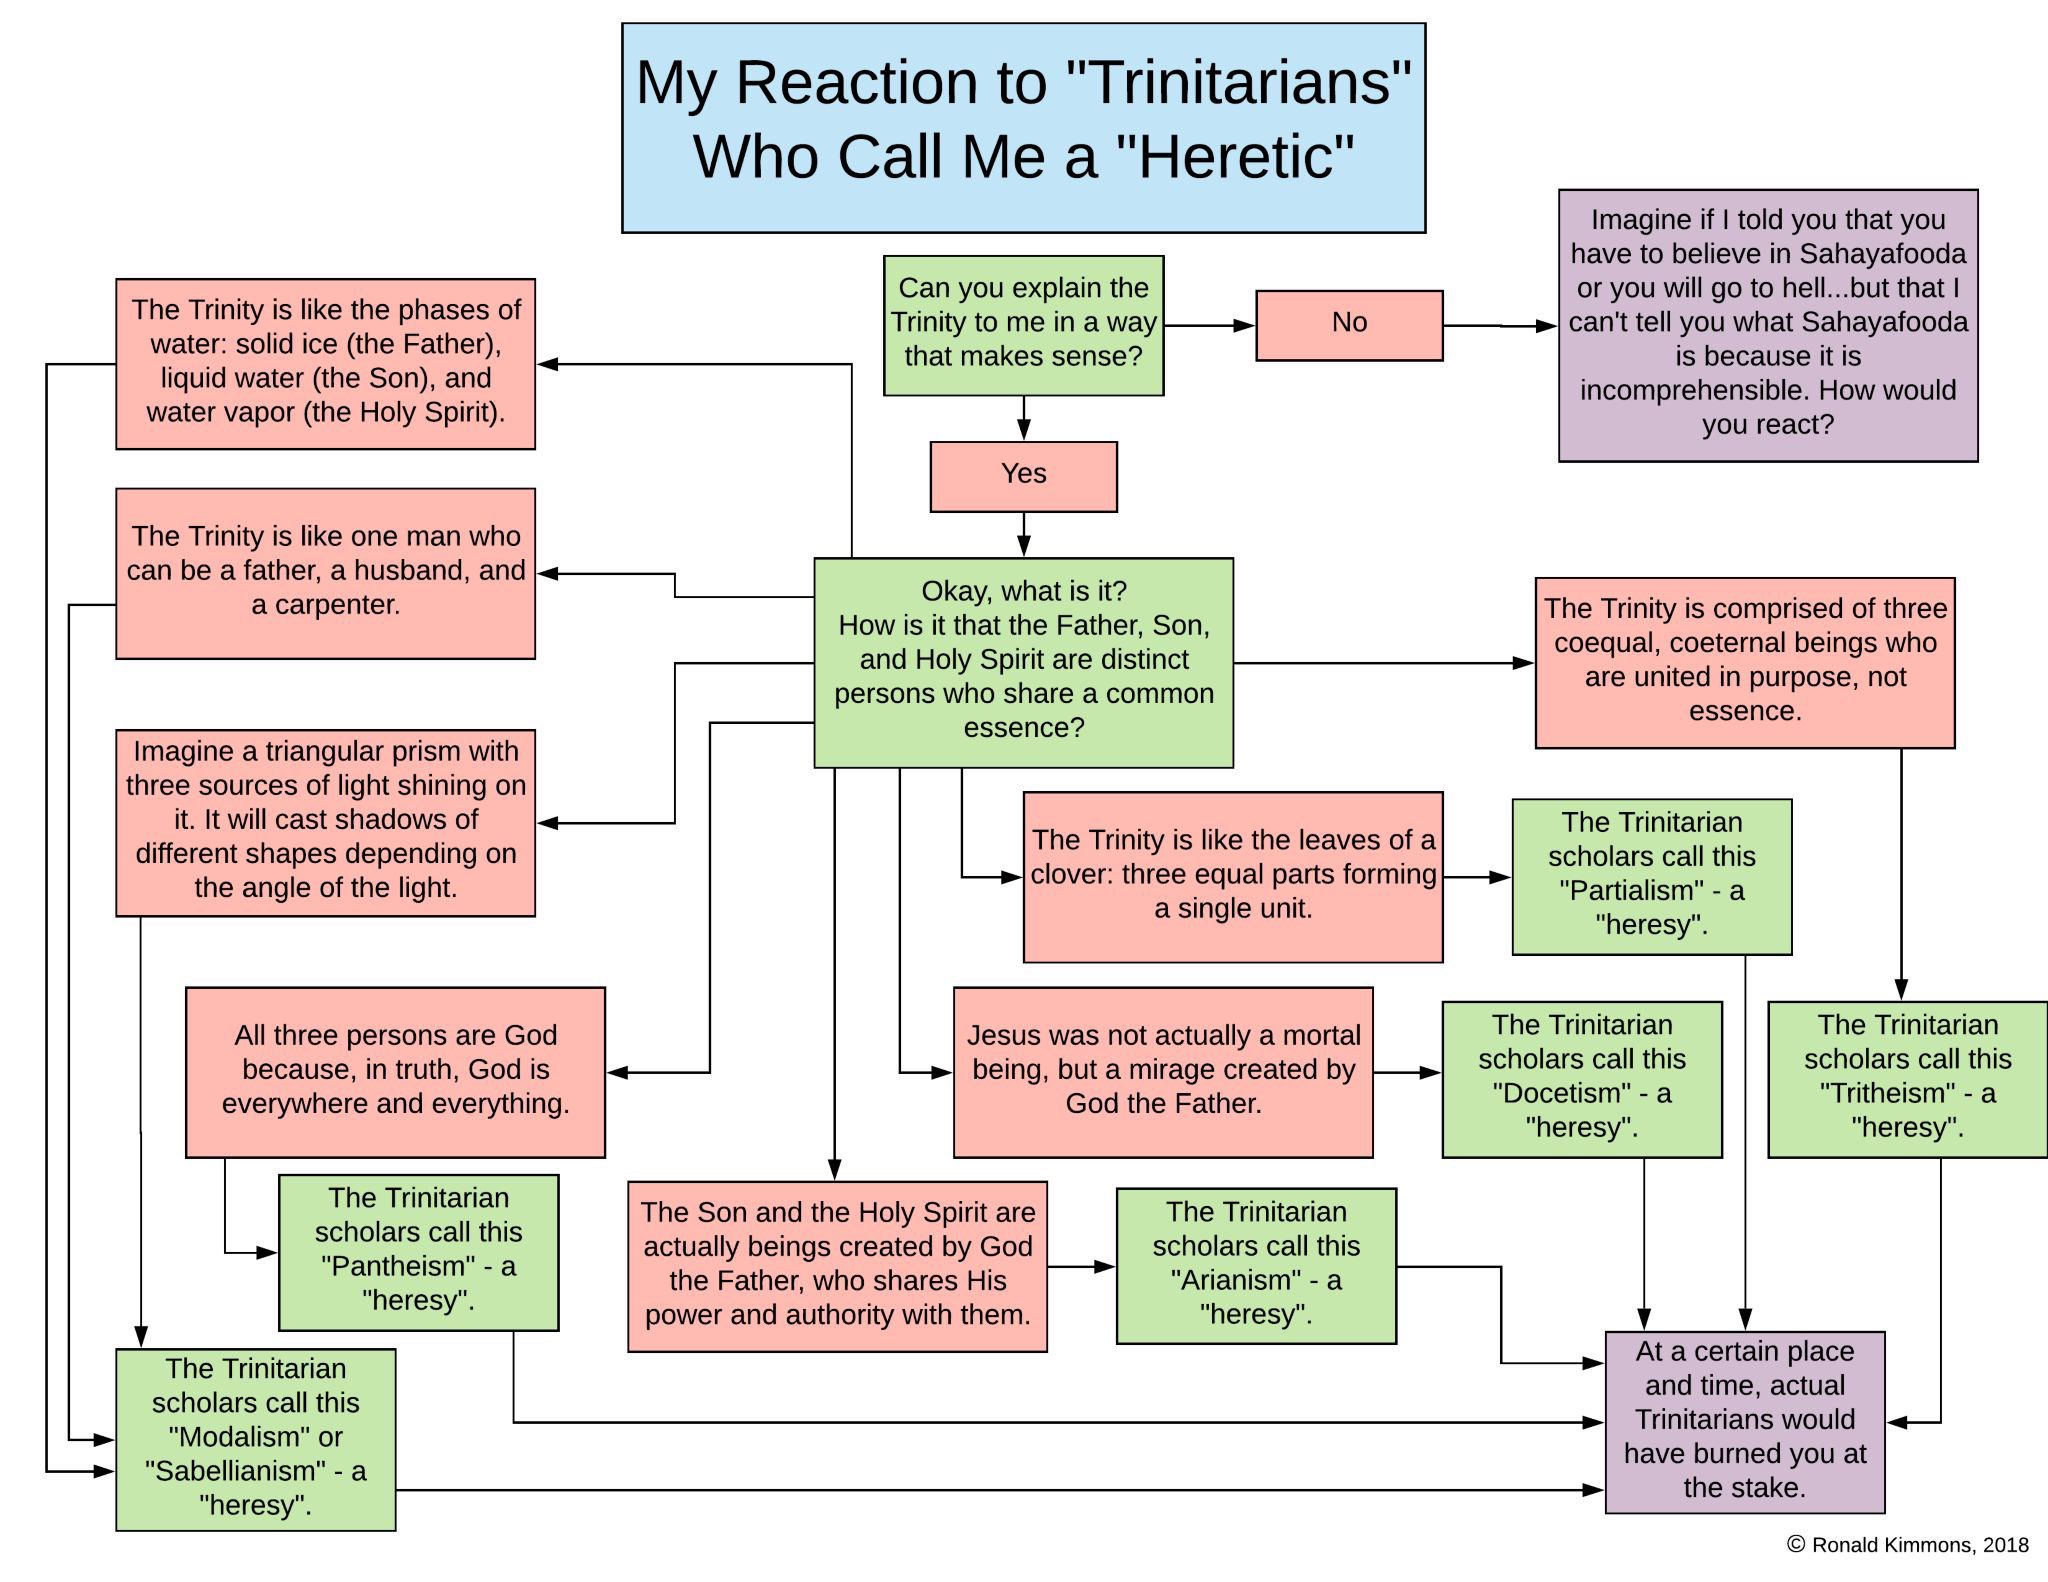 My Reaction to "Trinitarians"
Who Call Me a "Heretic"
Can you explain the
Trinity to me in a way
that makes sense?
No
Imagine if I told you that you
have to believe in Sahayafooda
or you will go to hell...but that I
can't tell you what Sahayafooda
is because it is
incomprehensible. How would
you react?
Yes
Okay, what is it?
How is it that the Father, Son,
and Holy Spirit are distinct
persons who share a common
essence?
The Trinity is like the phases of
water: solid ice (the Father),
liquid water (the Son), and
water vapor (the Holy Spirit).
The Trinity is like one man who
can be a father, a husband, and
a carpenter.
Imagine a triangular prism with
three sources of light shining on
it. It will cast shadows of
different shapes depending on
the angle of the light.
The Trinity is comprised of three
coequal, coeternal beings who
are united in purpose, not
essence.
The Trinity is like the leaves of a
clover: three equal parts forming
a single unit.
The Trinitarian
scholars call this
"Partialism" - a
"heresy".
All three persons are God
because, in truth, God is
everywhere and everything.
Jesus was not actually a mortal
being, but a mirage created by
God the Father.
The Trinitarian
scholars call this
"Docetism" - a
"heresy".
The Trinitarian
scholars call this
"Tritheism" - a
"heresy".
The Trinitarian
scholars call this
"Pantheism" - a
"heresy".
The Son and the Holy Spirit are
actually beings created by God
the Father, who shares His
power and authority with them.
The Trinitarian
scholars call this
"Arianism" - a
"heresy".
The Trinitarian
scholars call this
"Modalism" or
"Sabellianism" - a
"heresy".
At a certain place
and time, actual
Trinitarians would
have burned you at
the stake.
© Ronald Kimmons, 2018